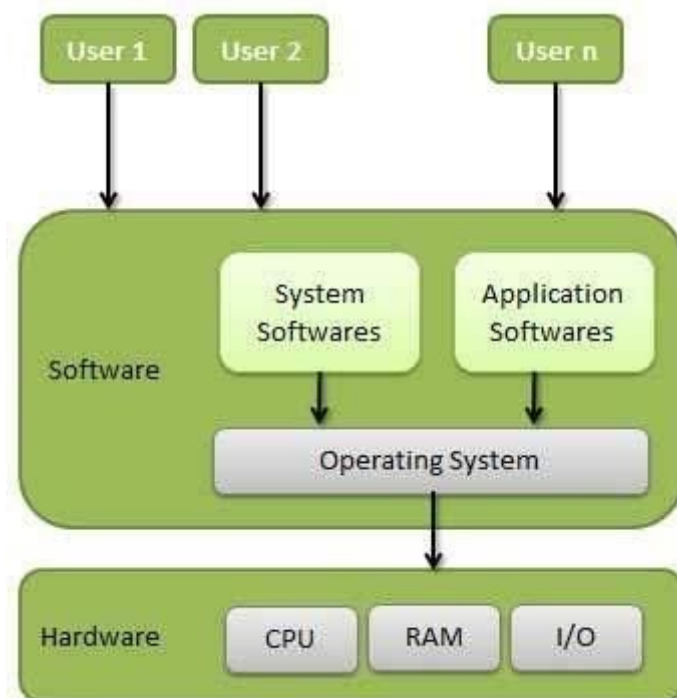 User 1
User 2
User n
System
Softwares
Application
Softwares
Software
Operating System
Hardware
CPU
RAM
I/O